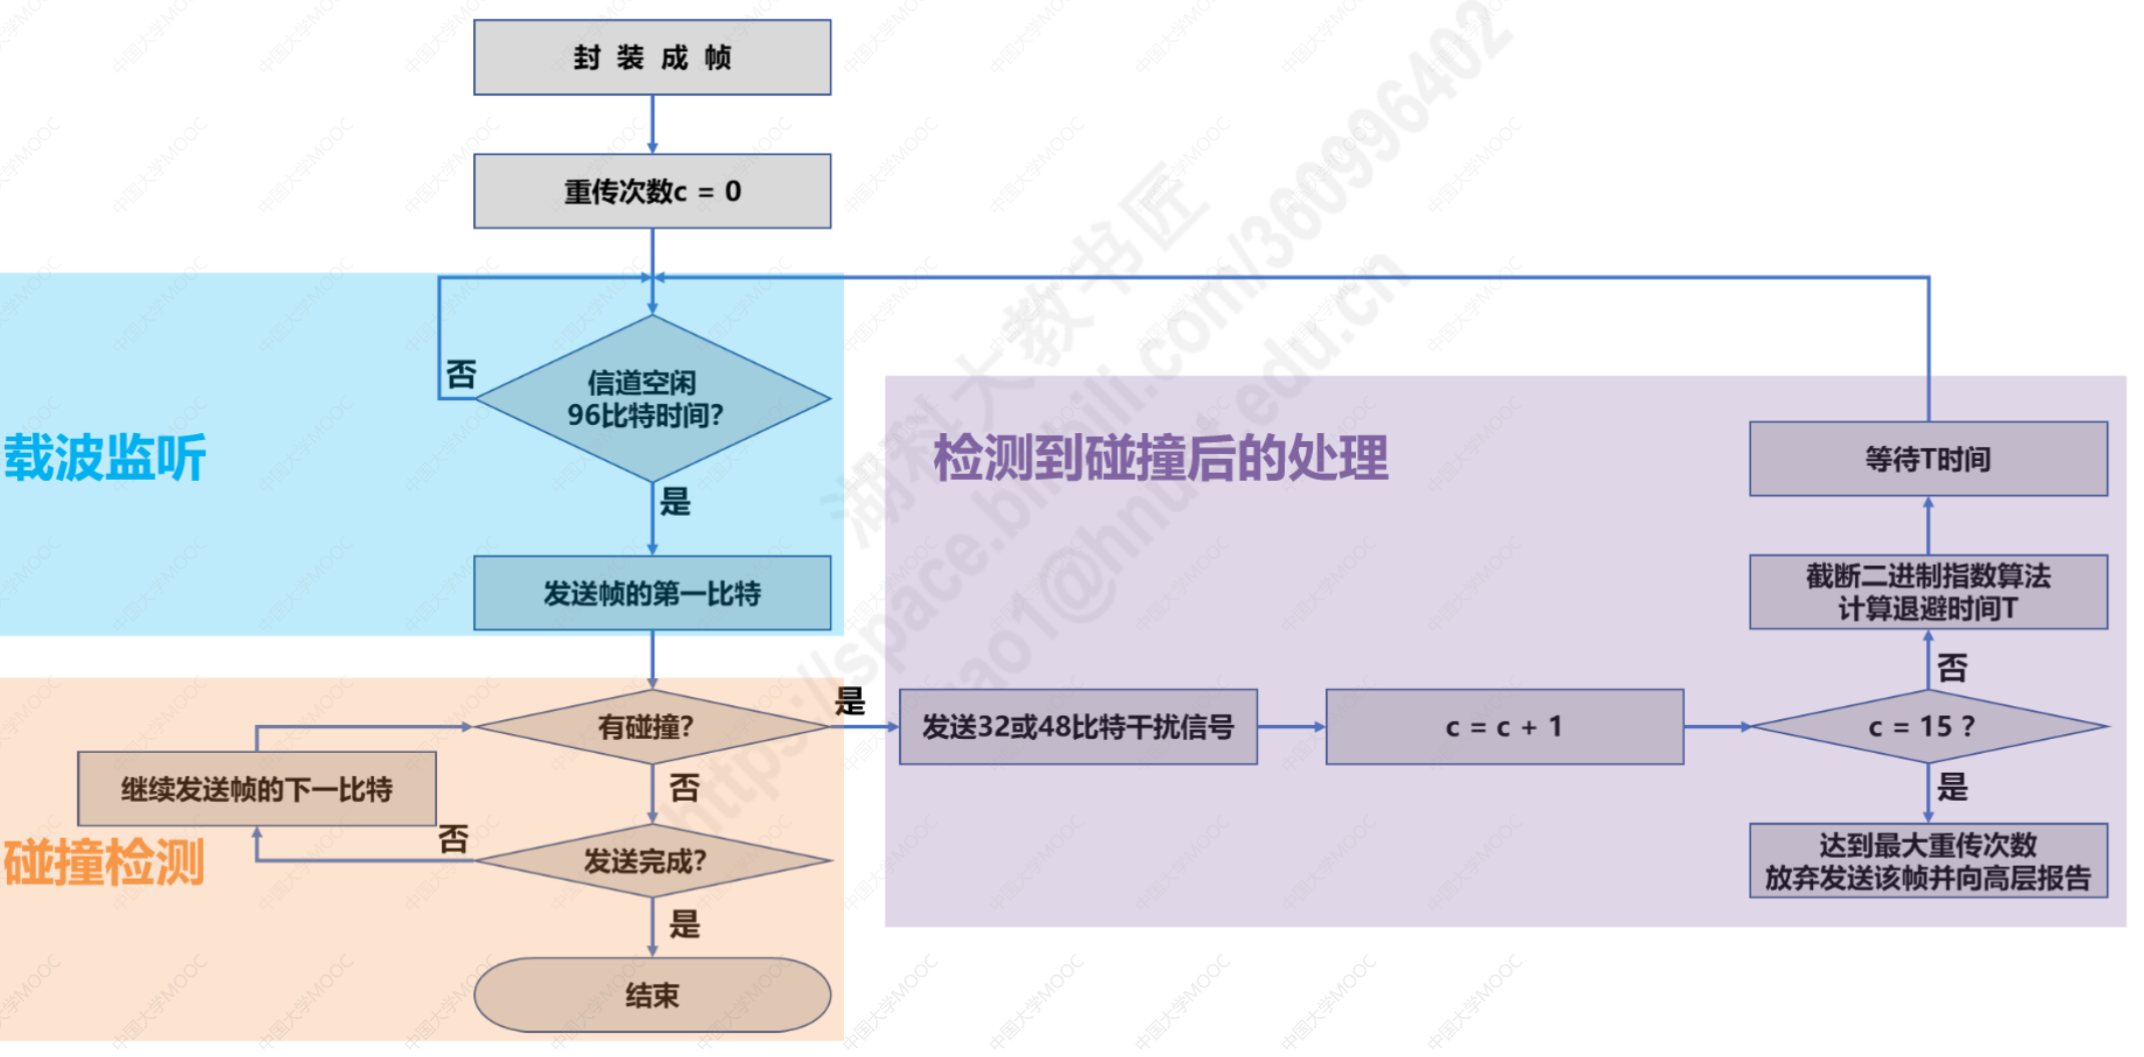 封 装 成 帧
重传次数c = 0
否
信道空闲
96比特时间?
载波监听
是
发送帧的第一比特
检测到碰撞后的处理
等待T时间
截断二进制指数算法
计算退避时间T
否
有碰撞?
是
发送32或48比特干扰信号
c = c + 1
c = 15 ?
是
继续发送帧的下一比特
否
否
发送完成?
碰撞检测
达到最大重传次数
放弃发送该帧并向高层报告
是
结束
湖科大教书匠
https://space.bilibili.com/360996402
ao1@hnust.edu.cn
中国大学MOOC